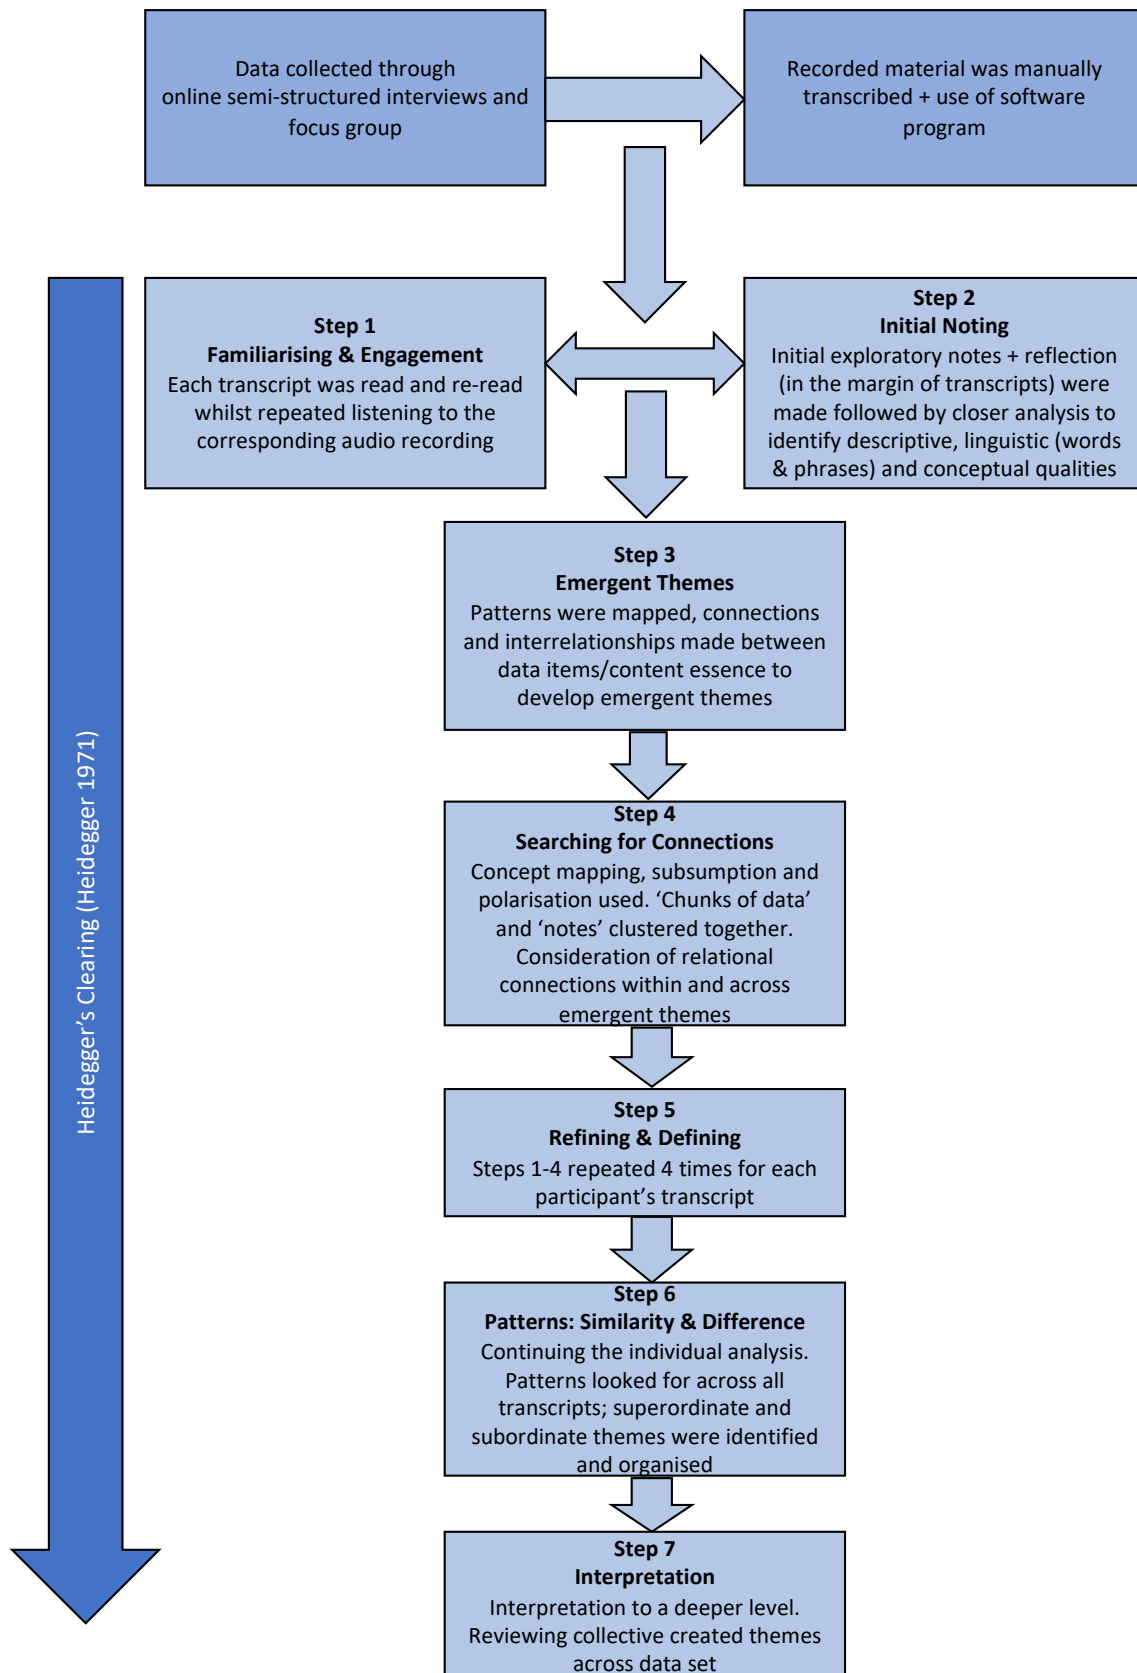 Data collected through
online semi-structured interviews and
focus group
Recorded material was manually
transcribed + use of software
program
Heidegger's Clearing (Heidegger 1971)
Step 1
Familiarising & Engagement
Each transcript was read and re-read
whilst repeated listening to the
corresponding audio recording
Step 2
Initial Noting
Initial exploratory notes + reflection
(in the margin of transcripts) were
made followed by closer analysis to
identify descriptive, linguistic (words
& phrases) and conceptual qualities
Step 3
Emergent Themes
Patterns were mapped, connections
and interrelationships made between
data items/content essence to
develop emergent themes
Step 4
Searching for Connections
Concept mapping, subsumption and
polarisation used. ‘Chunks of data’
and ‘notes’ clustered together.
Consideration of relational
connections within and across
emergent themes
Step 5
Refining & Defining
Steps 1-4 repeated 4 times for each
participant’s transcript
Step 6
Patterns: Similarity & Difference
Continuing the individual analysis.
Patterns looked for across all
transcripts; superordinate and
subordinate themes were identified
and organised
Step 7
Interpretation
Interpretation to a deeper level.
Reviewing collective created themes
across data set